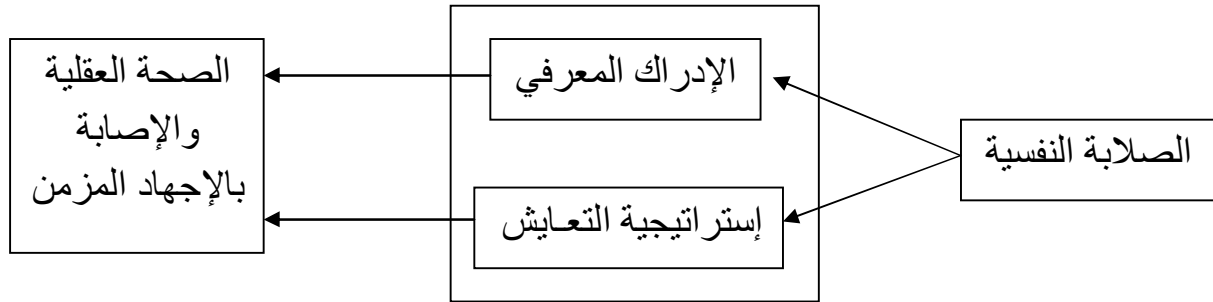 الصلابة النفسية
الإدراك المعرفي
إستراتيجية التعايش
الصحة العقلية
والإصابة
بالإجهاد المزمن